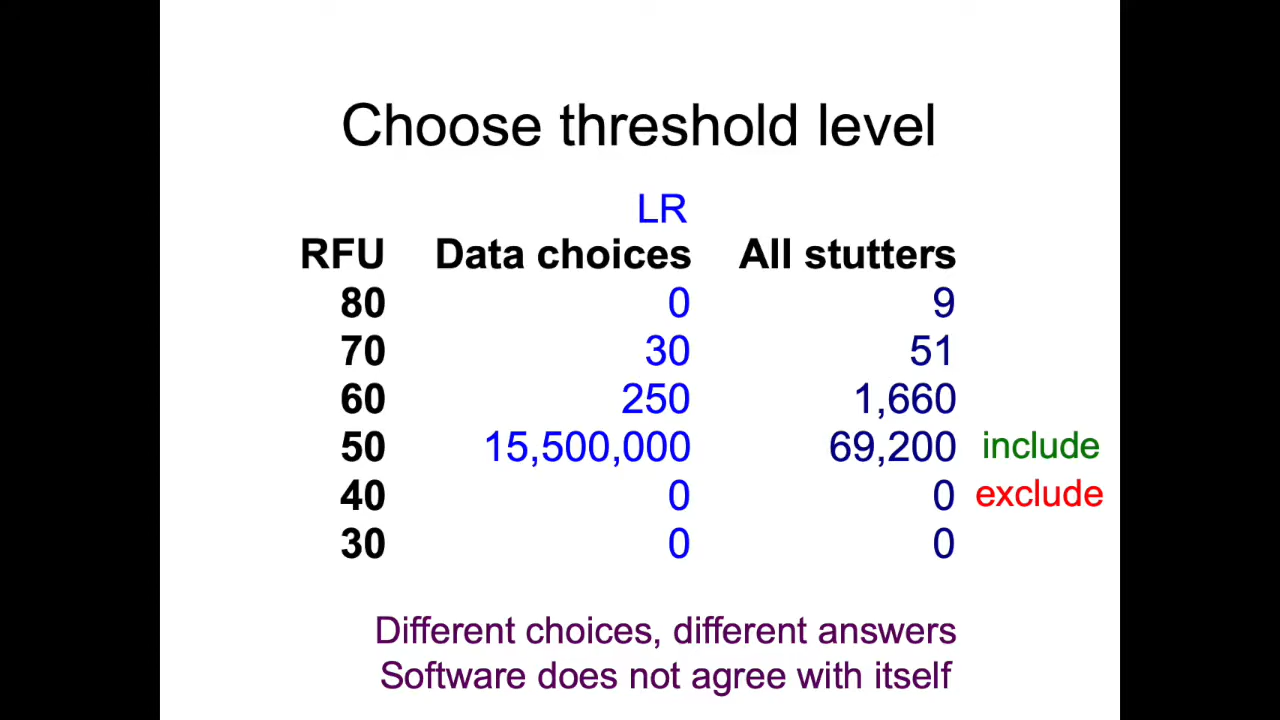 Choose threshold level
LR
RFU Data choices All stutters
80 0 9
70 30 51
60 250 1,660
50 15,500,000 69,200 include
40 0 0 exclude
30 0 0
Different choices, different answers
Software does not agree with itself